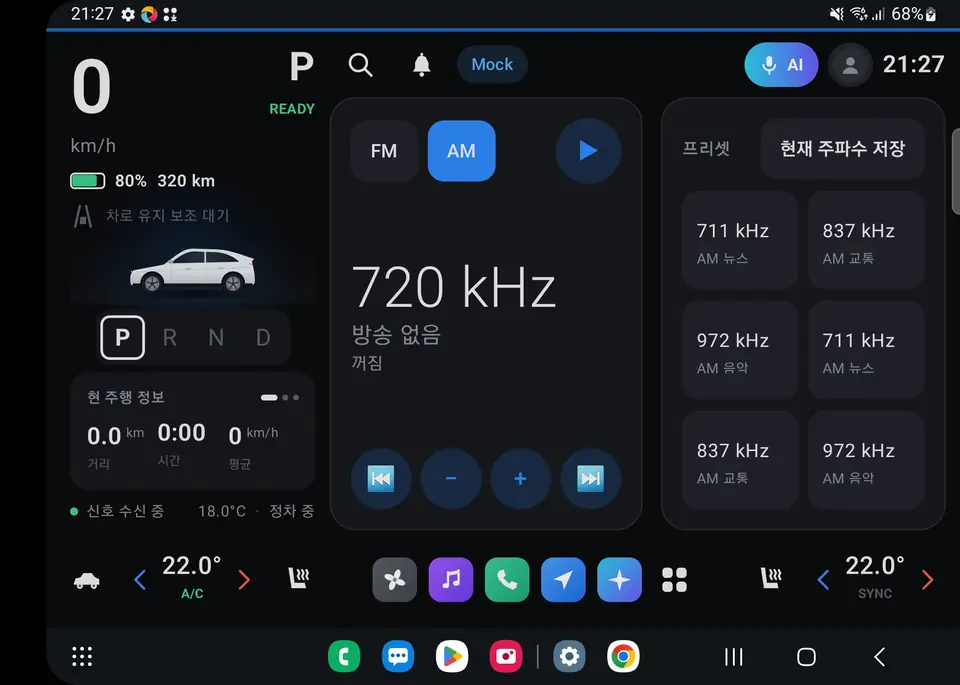 21:27
68%
0
P
READY
km/h
80% 320 km
차로 유지 보조 대기
P R N D
현 주행 정보
0.0 km 0:00 0 km/h
거리 시간 평균
신호 수신 중 18.0°C · 정차 중
Mock
AI
21:27
FM AM
720 kHz
방송 없음
꺼짐
프리셋 현재 주파수 저장
711 kHz
AM 뉴스
837 kHz
AM 교통
972 kHz
AM 음악
711 kHz
AM 뉴스
837 kHz
AM 교통
972 kHz
AM 음악
22.0°
A/C
22.0°
SYNC